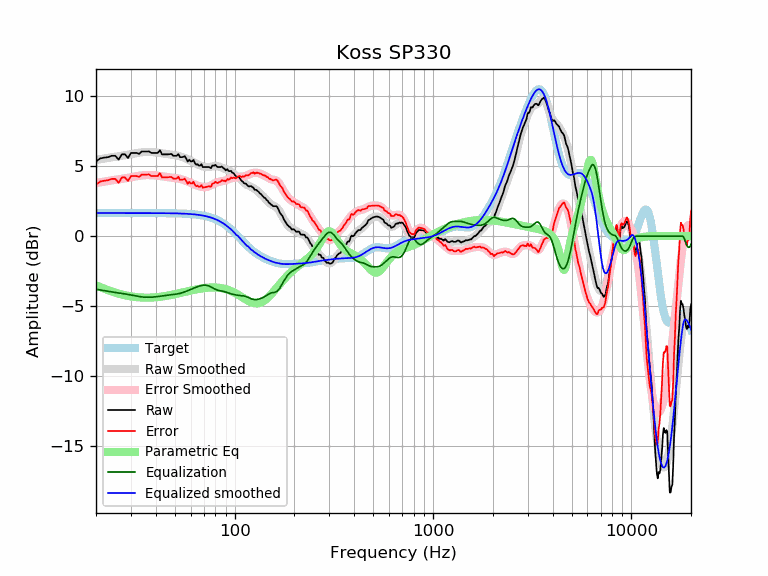 Koss SP330
Amplitude (dBr)
10
5
0
−5
−10
−15
Target
Raw Smoothed
Error Smoothed
Raw
Error
Parametric Eq
Equalization
Equalized smoothed
100
1000
10000
Frequency (Hz)